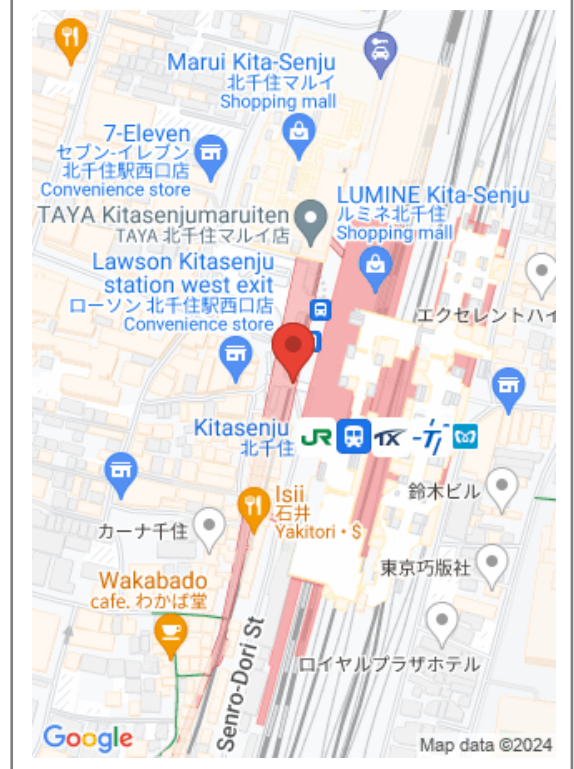 Marui Kita-Senju
北千住マルイ
Shopping mall
7-Eleven
セブン-イレブン
北千住駅西口店
Convenience store
LUMINE Kita-Senju
ルミネ北千住
Shopping mall
TAYA Kitasenjumaruiten
TAYA 北千住マルイ店
Lawson Kitasenju
station west exit
ローソン 北千住駅西口店
Convenience store
エクセレントハイ
Kitasenju
北千住
JR
TX
Isii
石井
Yakitori・$
鈴木ビル
カーナ千住
東京巧版社
Wakabado
cafe. わかば堂
Senro-Dori St
ロイヤルプラザホテル
Google
Map data ©2024